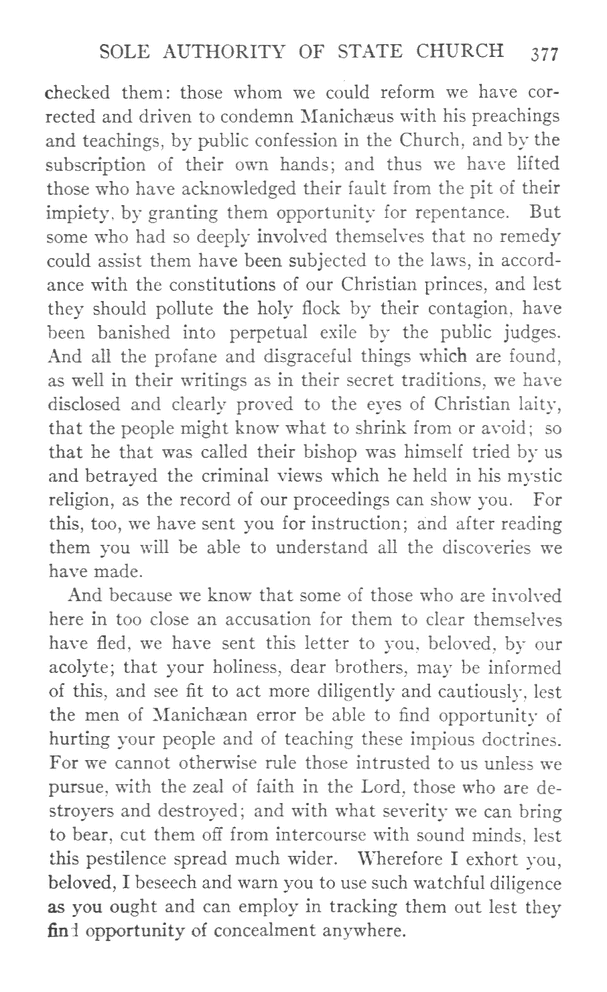 SOLE AUTHORITY OF STATE CHURCH 377
checked them: those whom we could reform we have cor-
rected and driven to condemn Manichæus with his preachings
and teachings, by public confession in the Church, and by the
subscription of their own hands; and thus we have lifted
those who have acknowledged their fault from the pit of their
impiety, by granting them opportunity for repentance. But
some who had so deeply involved themselves that no remedy
could assist them have been subjected to the laws, in accord-
ance with the constitutions of our Christian princes, and lest
they should pollute the holy flock by their contagion, have
been banished into perpetual exile by the public judges.
And all the profane and disgraceful things which are found,
as well in their writings as in their secret traditions, we have
disclosed and clearly proved to the eyes of Christian laity,
that the people might know what to shrink from or avoid; so
that he that was called their bishop was himself tried by us
and betrayed the criminal views which he held in his mystic
religion, as the record of our proceedings can show you. For
this, too, we have sent you for instruction; and after reading
them you will be able to understand all the discoveries we
have made.
And because we know that some of those who are involved
here in too close an accusation for them to clear themselves
have fled, we have sent this letter to you, beloved, by our
acolyte; that your holiness, dear brothers, may be informed
of this, and see fit to act more diligently and cautiously, lest
the men of Manichæan error be able to find opportunity of
hurting your people and of teaching these impious doctrines.
For we cannot otherwise rule those intrusted to us unless we
pursue, with the zeal of faith in the Lord, those who are de-
stroyers and destroyed; and with what severity we can bring
to bear, cut them off from intercourse with sound minds, lest
this pestilence spread much wider. Wherefore I exhort you,
beloved, I beseech and warn you to use such watchful diligence
as you ought and can employ in tracking them out lest they
find opportunity of concealment anywhere.